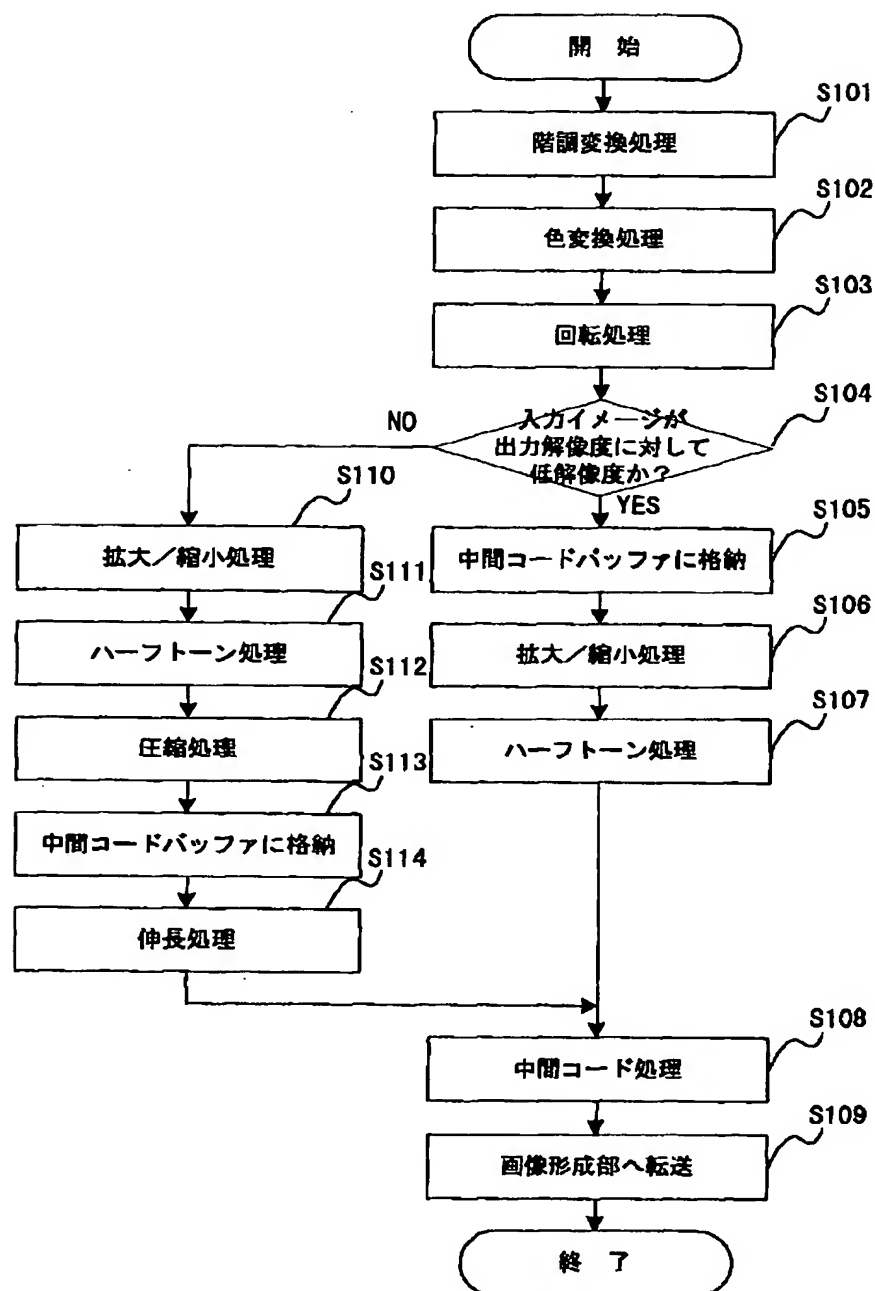 開 始
S101
階調変換処理
S102
色変換処理
S103
回転処理
S104
入力イメージが
出力解像度に対して
低解像度か？
NO
YES
S110
拡大／縮小処理
S111
ハーフトーン処理
S112
圧縮処理
S113
中間コードバッファに格納
S114
伸長処理
S105
中間コードバッファに格納
S106
拡大／縮小処理
S107
ハーフトーン処理
S108
中間コード処理
S109
画像形成部へ転送
終 了